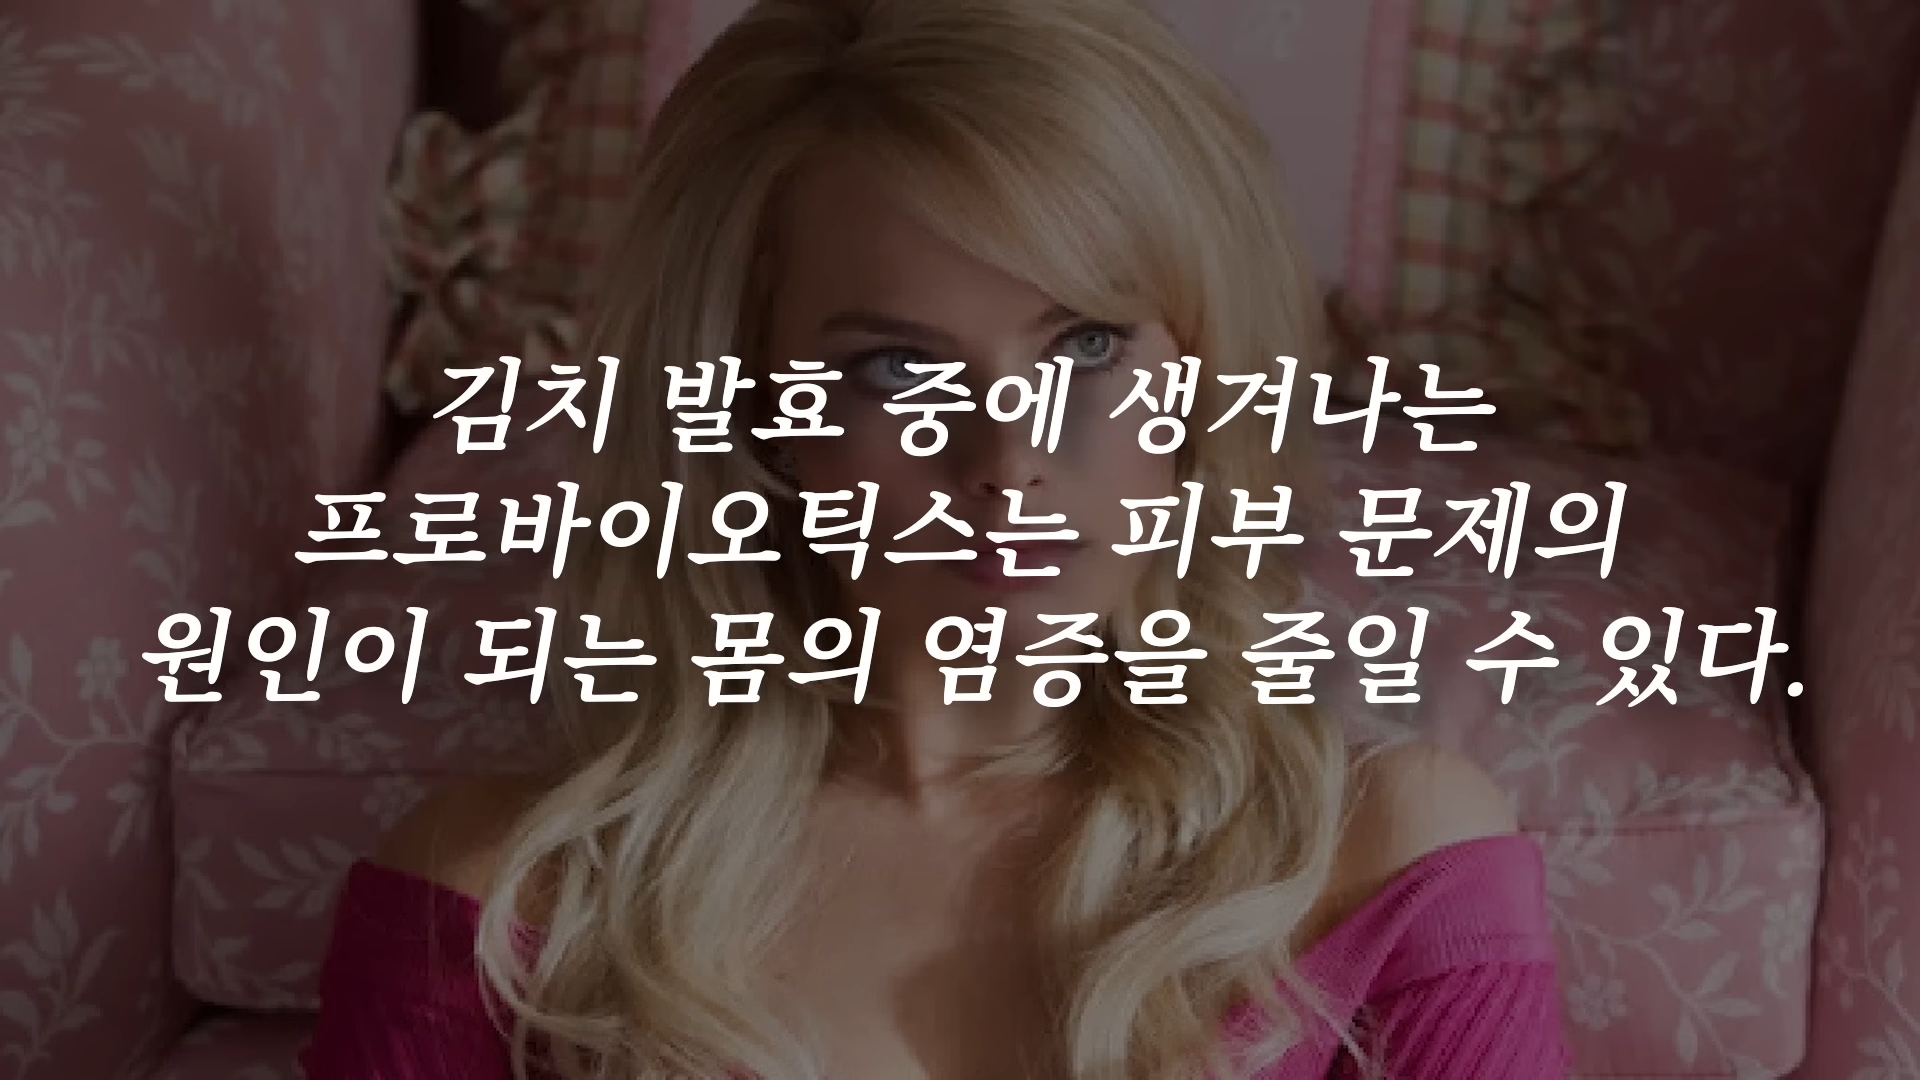 김치 발효 중에 생겨나는
프로바이오틱스는 피부 문제의
원인이 되는 몸의 염증을 줄일 수 있다.